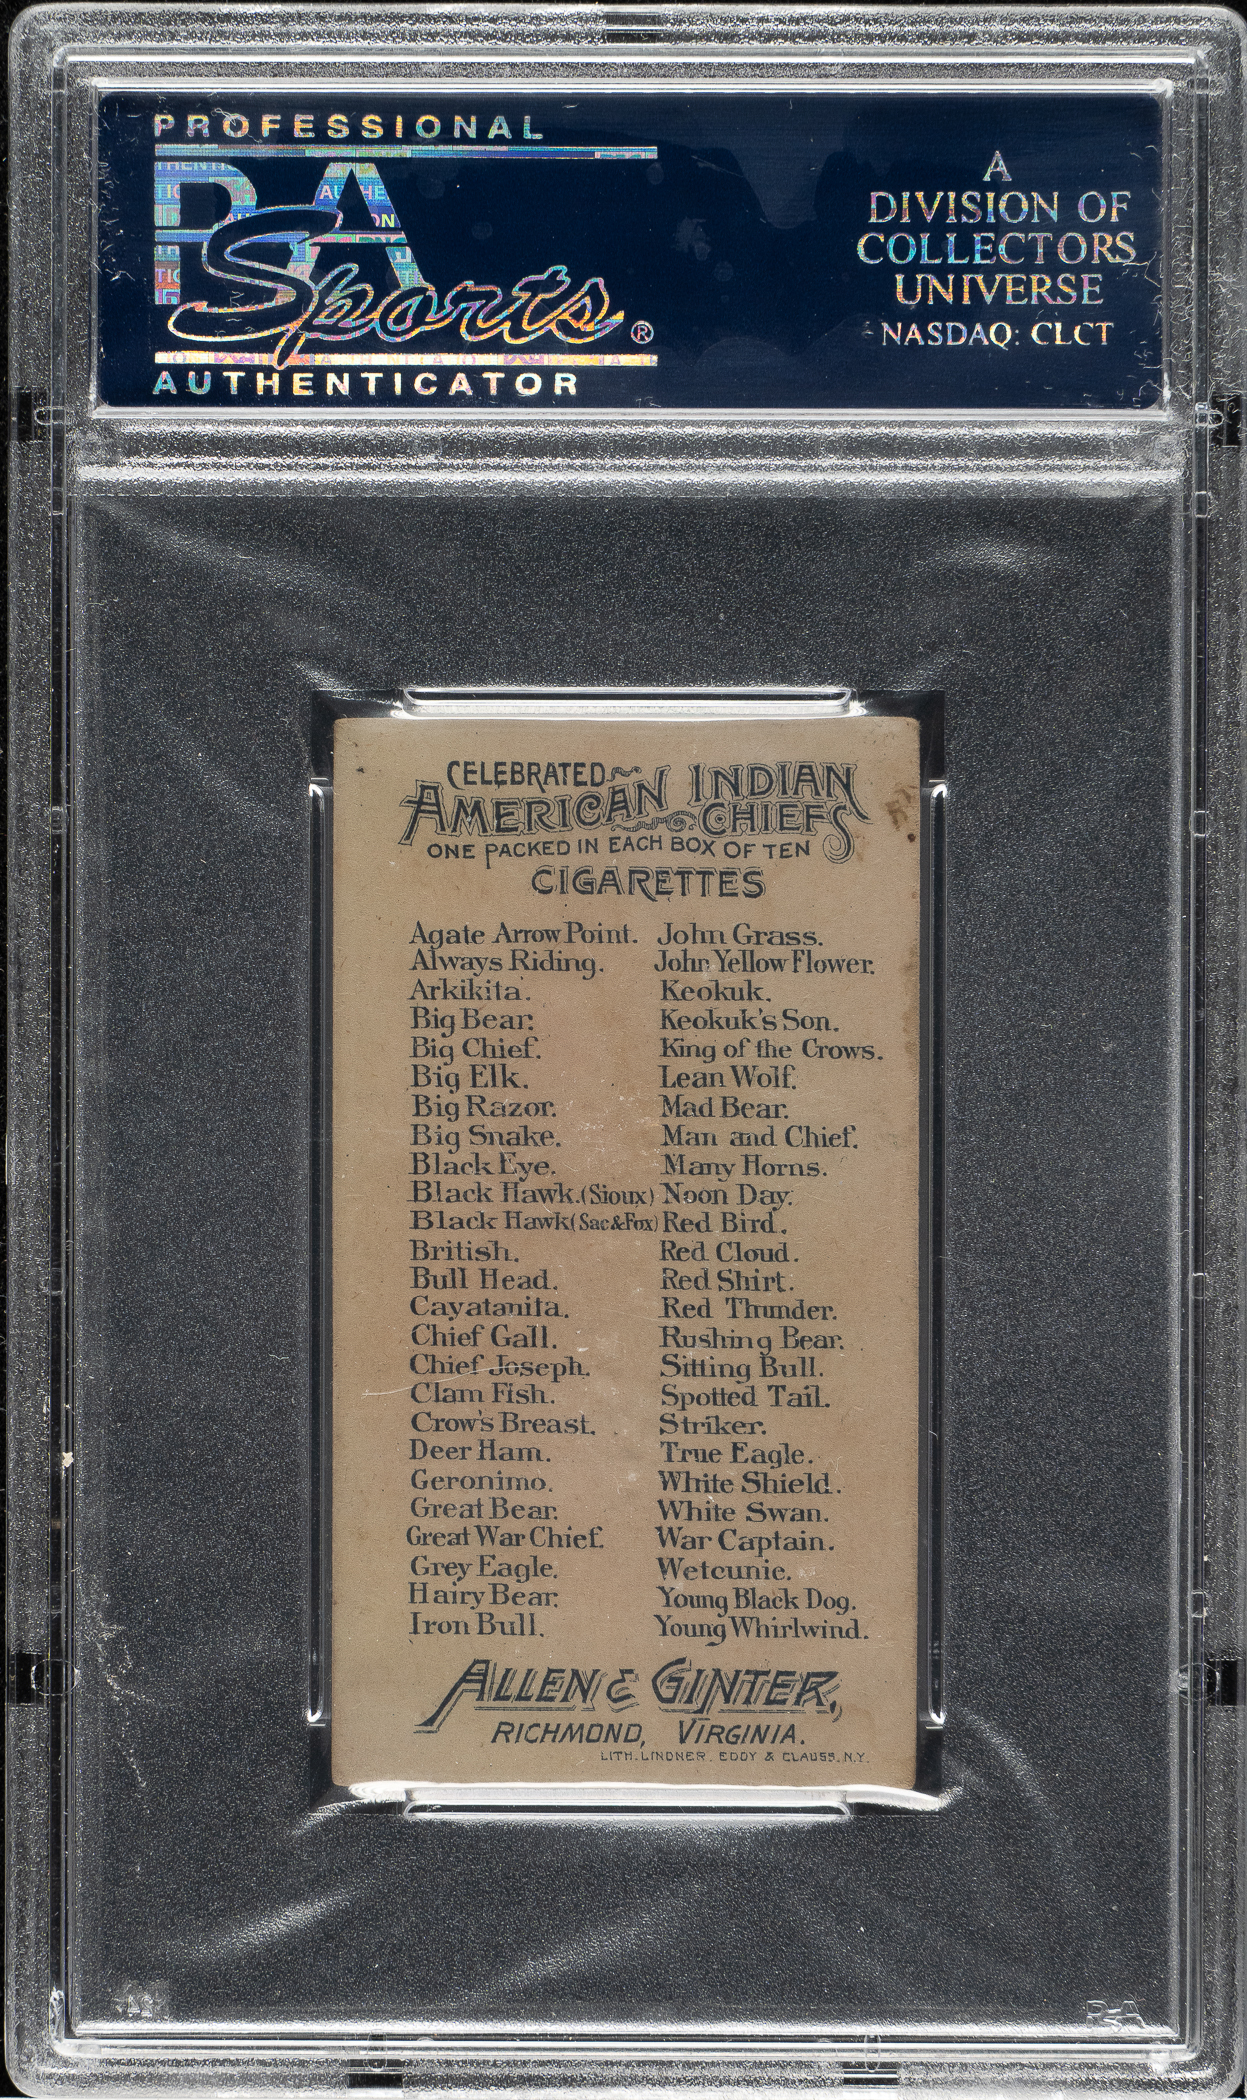 PROFESSIONAL
PSA
Sports®
AUTHENTICATOR
A
DIVISION OF
COLLECTORS
UNIVERSE
NASDAQ: CLCT
CELEBRATED
AMERICAN INDIAN
CHIEFS
ONE PACKED IN EACH BOX OF TEN
CIGARETTES
Agate Arrow Point.
Always Riding.
Arkikita.
Big Bear.
Big Chief.
Big Elk.
Big Razor.
Big Snake.
Black Eye.
Black Hawk.(Sioux)
Black Hawk(Sac&Fox)
British.
Bull Head.
Cayatanita.
Chief Gall.
Chief Joseph.
Clam Fish.
Crow's Breast.
Deer Ham.
Geronimo.
Great Bear.
Great War Chief.
Grey Eagle.
Hairy Bear.
Iron Bull.
John Grass.
John Yellow Flower.
Keokuk.
Keokuk's Son.
King of the Crows.
Lean Wolf.
Mad Bear.
Man and Chief.
Many Horns.
Noon Day.
Red Bird.
Red Cloud.
Red Shirt.
Red Thunder.
Rushing Bear.
Sitting Bull.
Spotted Tail.
Striker.
True Eagle.
White Shield.
White Swan.
War Captain.
Wetcunie.
Young Black Dog.
Young Whirlwind.
ALLEN & GINTER,
RICHMOND, VIRGINIA.
LITH. LINDNER, EDDY & CLAUSS. N.Y.
PSA